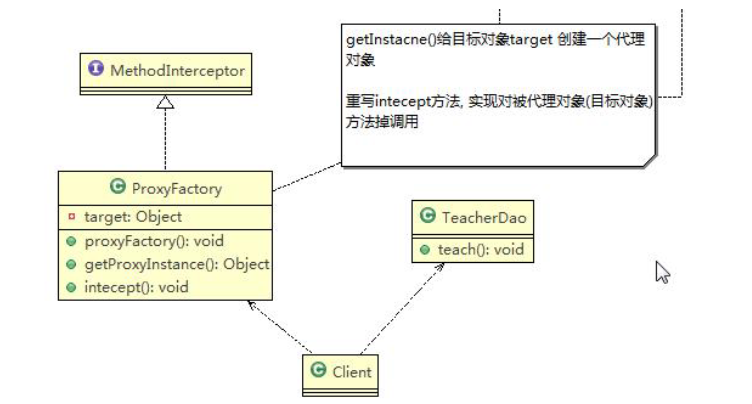 getInstacne()给目标对象target 创建一个代理
对象
重写intecept方法, 实现对被代理对象(目标对象)
方法掉调用
MethodInterceptor
ProxyFactory
target: Object
proxyFactory(): void
getProxyInstance(): Object
intecept(): void
TeacherDao
teach(): void
Client